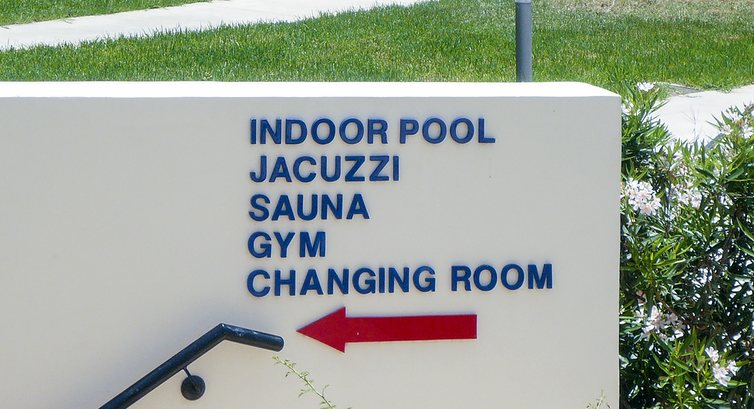 INDOOR POOL
JACUZZI
SAUNA
GYM
CHANGING ROOM